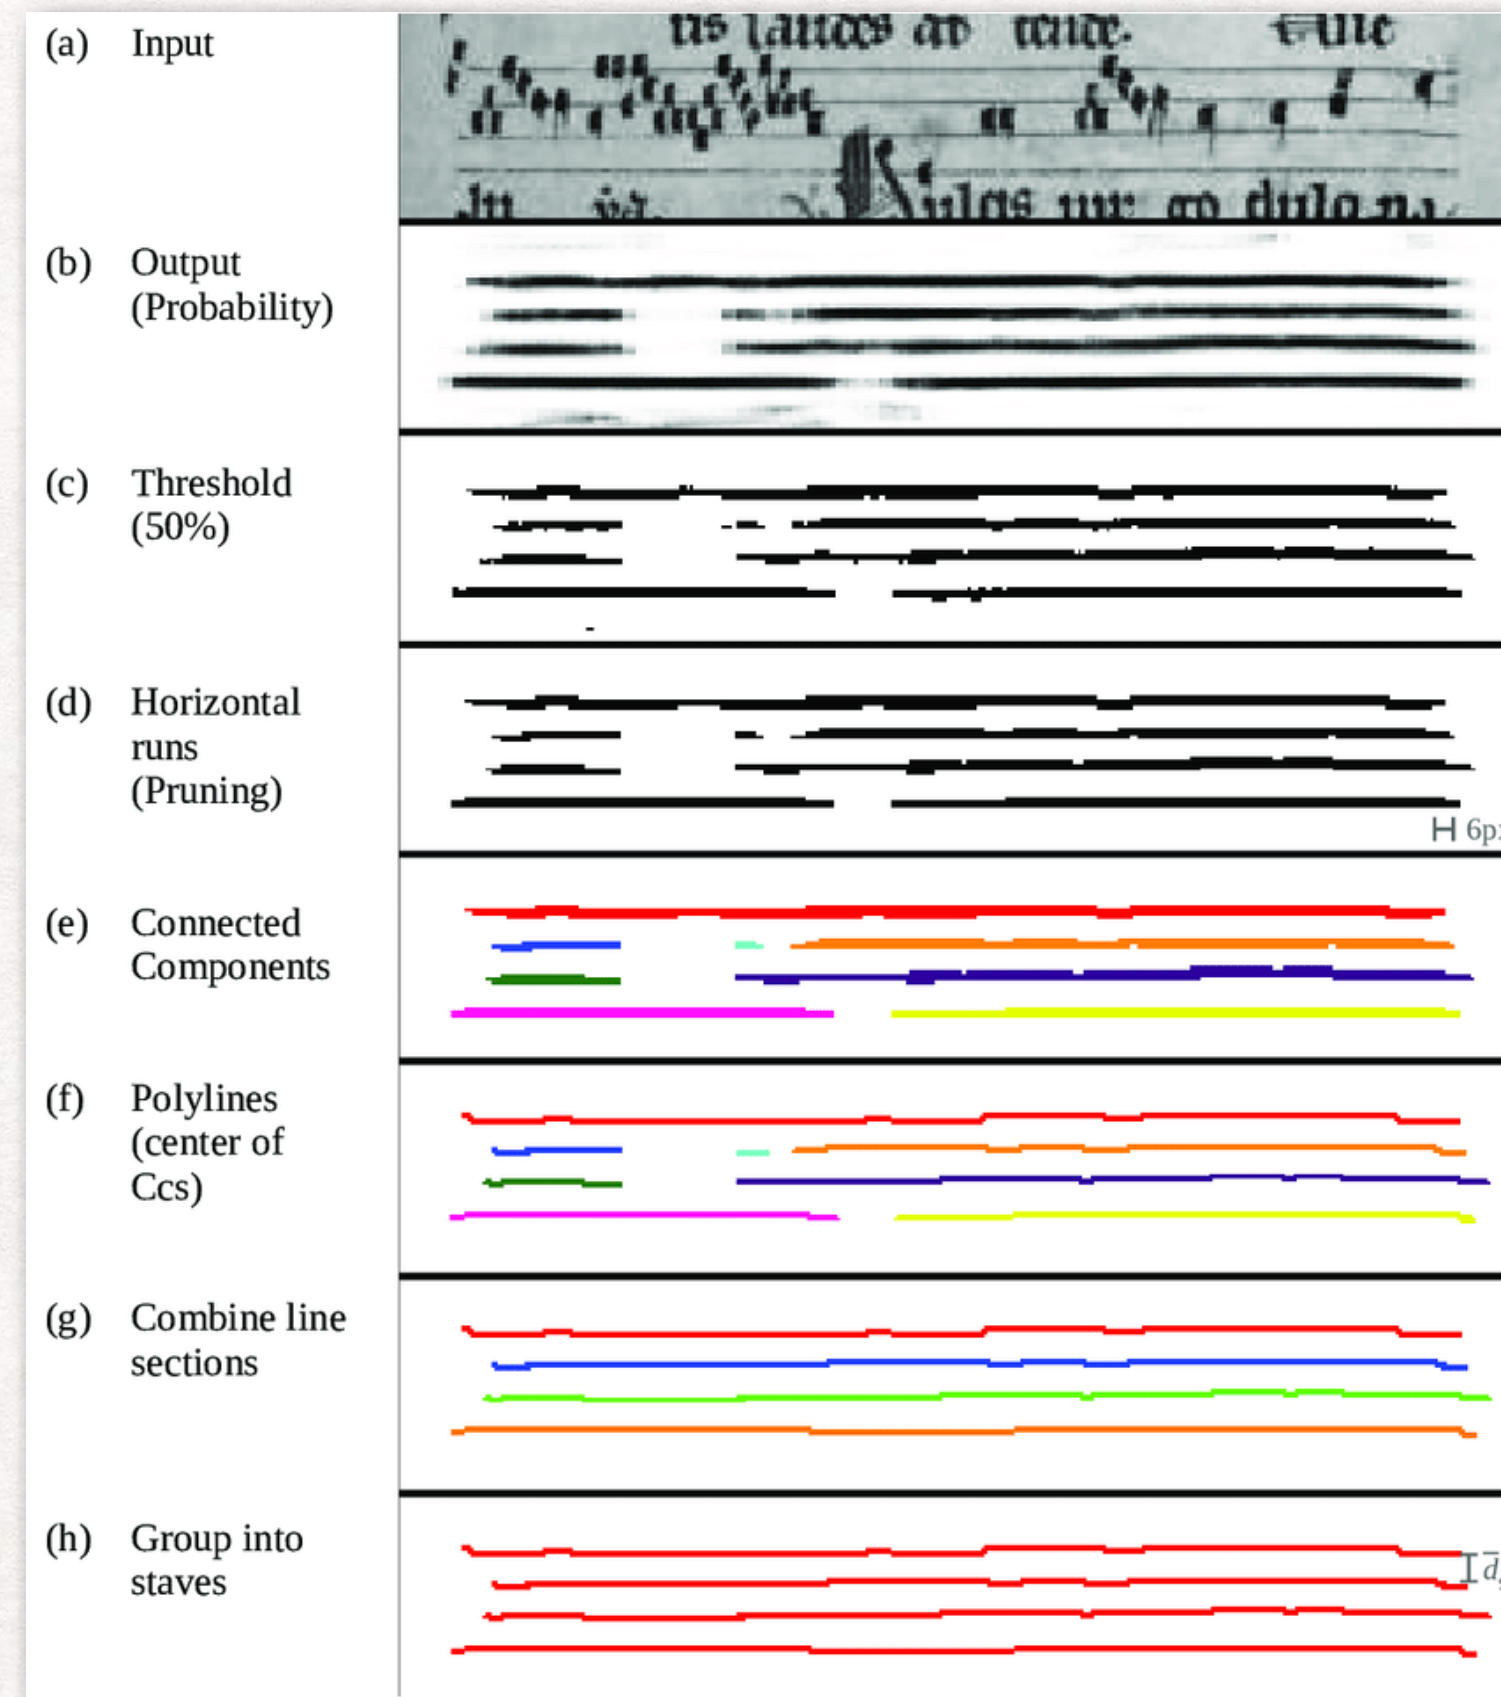 (a) Input
(b) Output
(Probability)
(c) Threshold
(50%)
(d) Horizontal
runs
(Pruning)
6px
(e) Connected
Components
(f) Polylines
(center of
Ccs)
(g) Combine line
sections
(h) Group into
staves